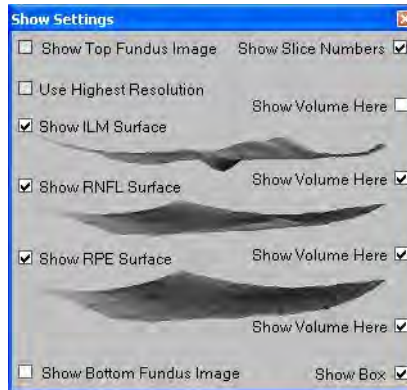 Show Settings
Show Top Fundus Image Show Slice Numbers
Use Highest Resolution
Show Volume Here
Show ILM Surface
Show Volume Here
Show RNFL Surface
Show Volume Here
Show RPE Surface
Show Volume Here
Show Bottom Fundus Image Show Box